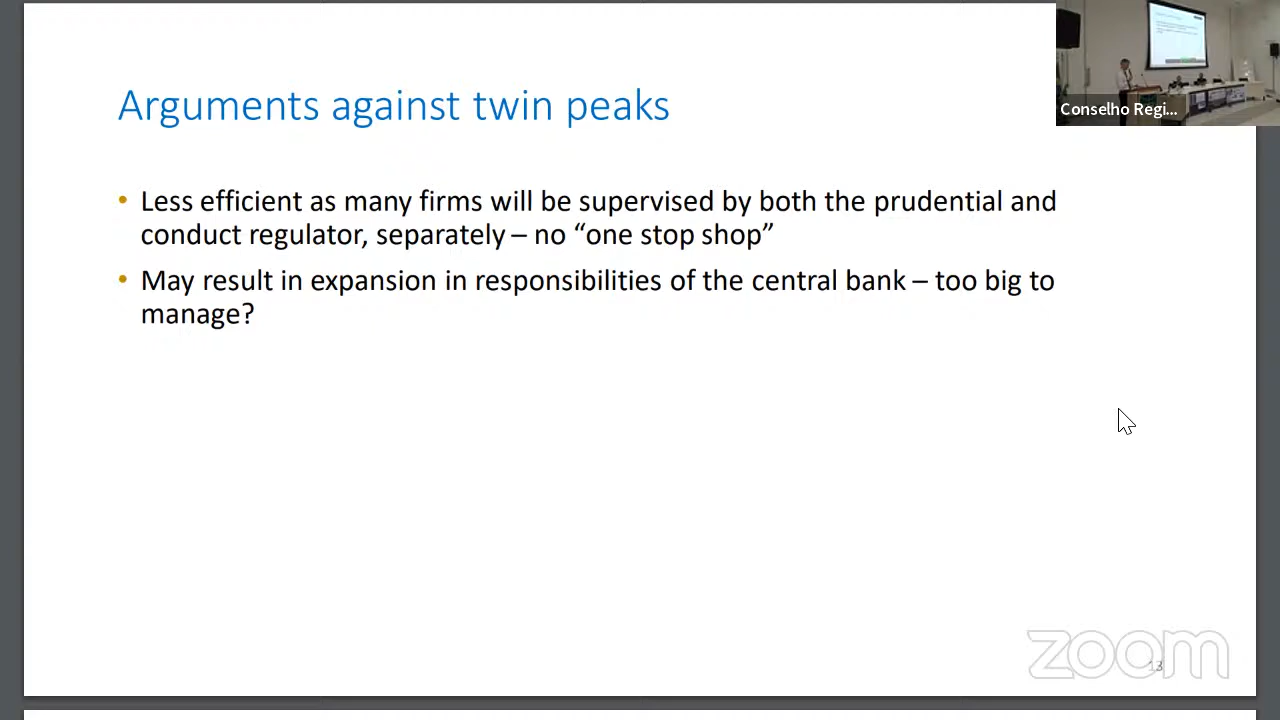 Arguments against twin peaks
Conselho Regi...
• Less efficient as many firms will be supervised by both the prudential and
conduct regulator, separately – no “one stop shop”
• May result in expansion in responsibilities of the central bank – too big to
manage?
zoom
13